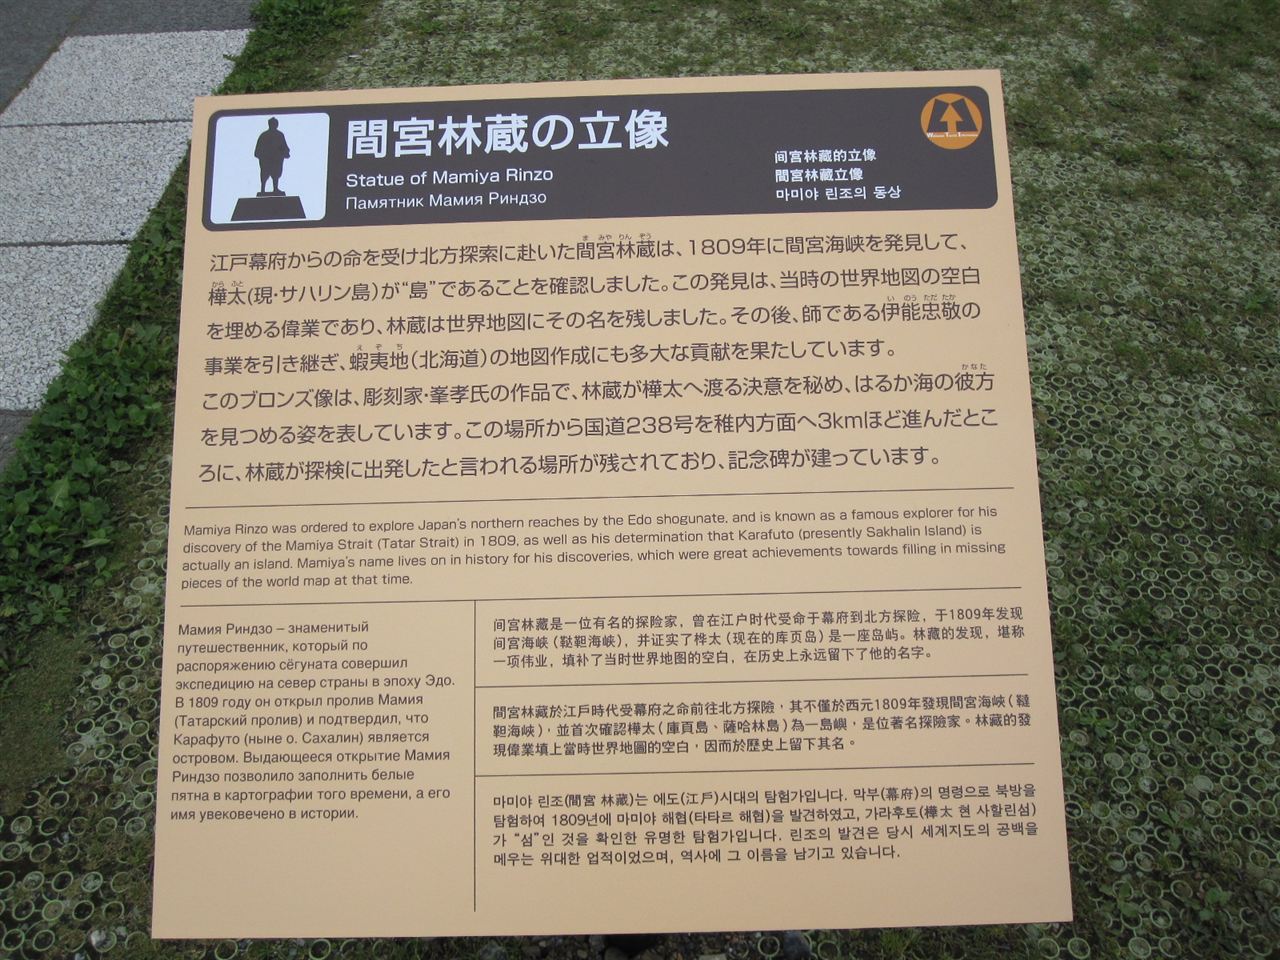 間宮林蔵の立像
Statue of Mamiya Rinzo
Памятник Мамия Риндзо
间宫林藏的立像
間宮林藏立像
마미야 린조의 동상
Wakkanai Tourist Information
江戸幕府からの命を受け北方探索に赴いた間宮林蔵は、1809年に間宮海峡を発見して、
樺太(現・サハリン島)が“島”であることを確認しました。この発見は、当時の世界地図の空白
を埋める偉業であり、林蔵は世界地図にその名を残しました。その後、師である伊能忠敬の
事業を引き継ぎ、蝦夷地(北海道)の地図作成にも多大な貢献を果たしています。
このブロンズ像は、彫刻家・峯孝氏の作品で、林蔵が樺太へ渡る決意を秘め、はるか海の彼方
を見つめる姿を表しています。この場所から国道238号を稚内方面へ3kmほど進んだとこ
ろに、林蔵が探検に出発したと言われる場所が残されており、記念碑が建っています。
Mamiya Rinzo was ordered to explore Japan's northern reaches by the Edo shogunate, and is known as a famous explorer for his
discovery of the Mamiya Strait (Tatar Strait) in 1809, as well as his determination that Karafuto (presently Sakhalin Island) is
actually an island. Mamiya's name lives on in history for his discoveries, which were great achievements towards filling in missing
pieces of the world map at that time.
Мамия Риндзо – знаменитый
путешественник, который по
распоряжению сёгуната совершил
экспедицию на север страны в эпоху Эдо.
В 1809 году он открыл пролив Мамия
(Татарский пролив) и подтвердил, что
Карафуто (ныне о. Сахалин) является
островом. Выдающееся открытие Мамия
Риндзо позволило заполнить белые
пятна в картографии того времени, а его
имя увековечено в истории.
间宫林藏是一位有名的探险家，曾在江户时代受命于幕府到北方探险，于1809年发现
间宫海峡（鞑靼海峡），并证实了桦太（现在的库页岛）是一座岛屿。林藏的发现，堪称
一项伟业，填补了当时世界地图的空白，在历史上永远留下了他的名字。
間宮林藏於江戶時代受幕府之命前往北方探險，其不僅於西元1809年發現間宮海峽（韃
靼海峽），並首次確認樺太（庫頁島、薩哈林島）為一島嶼，是位著名探險家。林藏的發
現偉業填上當時世界地圖的空白，因而於歷史上留下其名。
마미야 린조(間宮 林蔵)는 에도(江戶)시대의 탐험가입니다. 막부(幕府)의 명령으로 북방을
탐험하여 1809년에 마미야 해협(타타르 해협)을 발견하였고, 가라후토(樺太 현 사할린섬)
가 “섬”인 것을 확인한 유명한 탐험가입니다. 린조의 발견은 당시 세계지도의 공백을
메우는 위대한 업적이었으며, 역사에 그 이름을 남기고 있습니다.